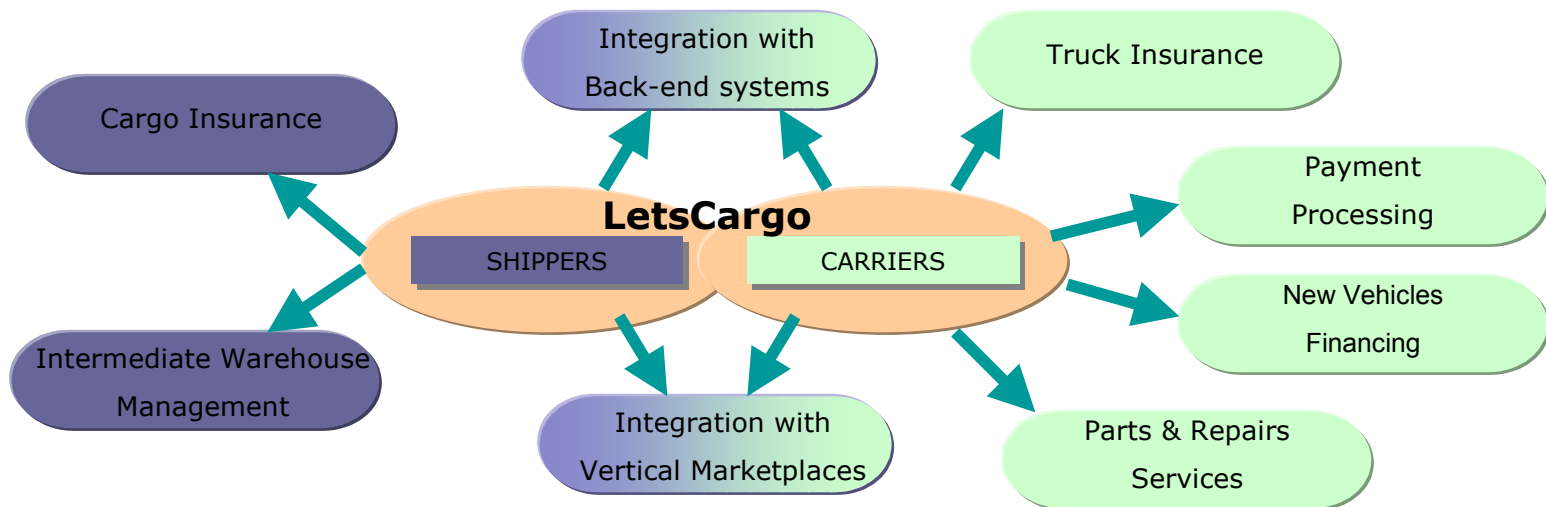 Integration with
Back-end systems
Truck Insurance
Cargo Insurance
Payment
Processing
LetsCargo
SHIPPERS
CARRIERS
New Vehicles
Financing
Intermediate Warehouse
Management
Integration with
Vertical Marketplaces
Parts & Repairs
Services